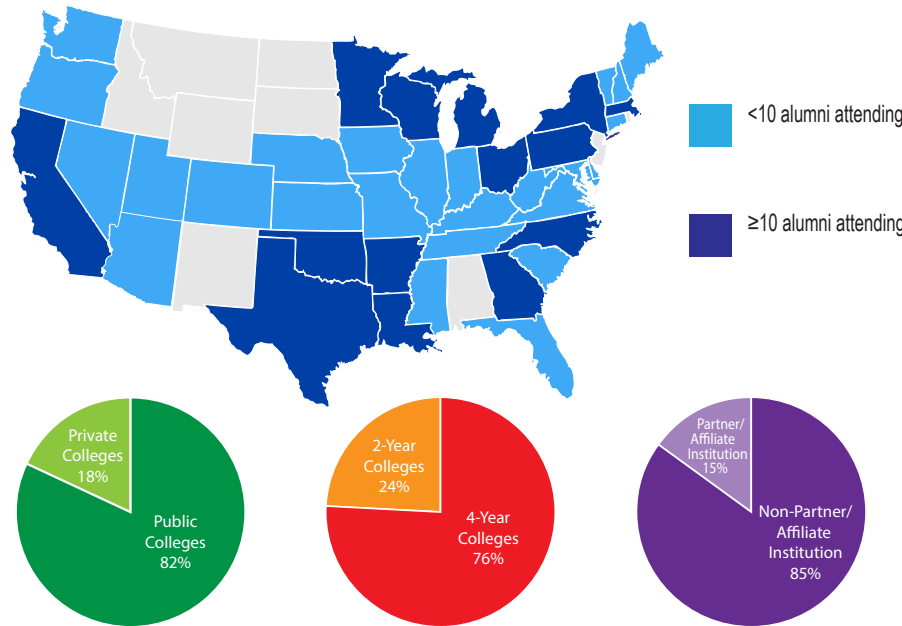 <10 alumni attending
≥10 alumni attending
Private
Colleges
18%
Public
Colleges
82%
2-Year
Colleges
24%
4-Year
Colleges
76%
Partner/
Affiliate
Institution
15%
Non-Partner/
Affiliate
Institution
85%